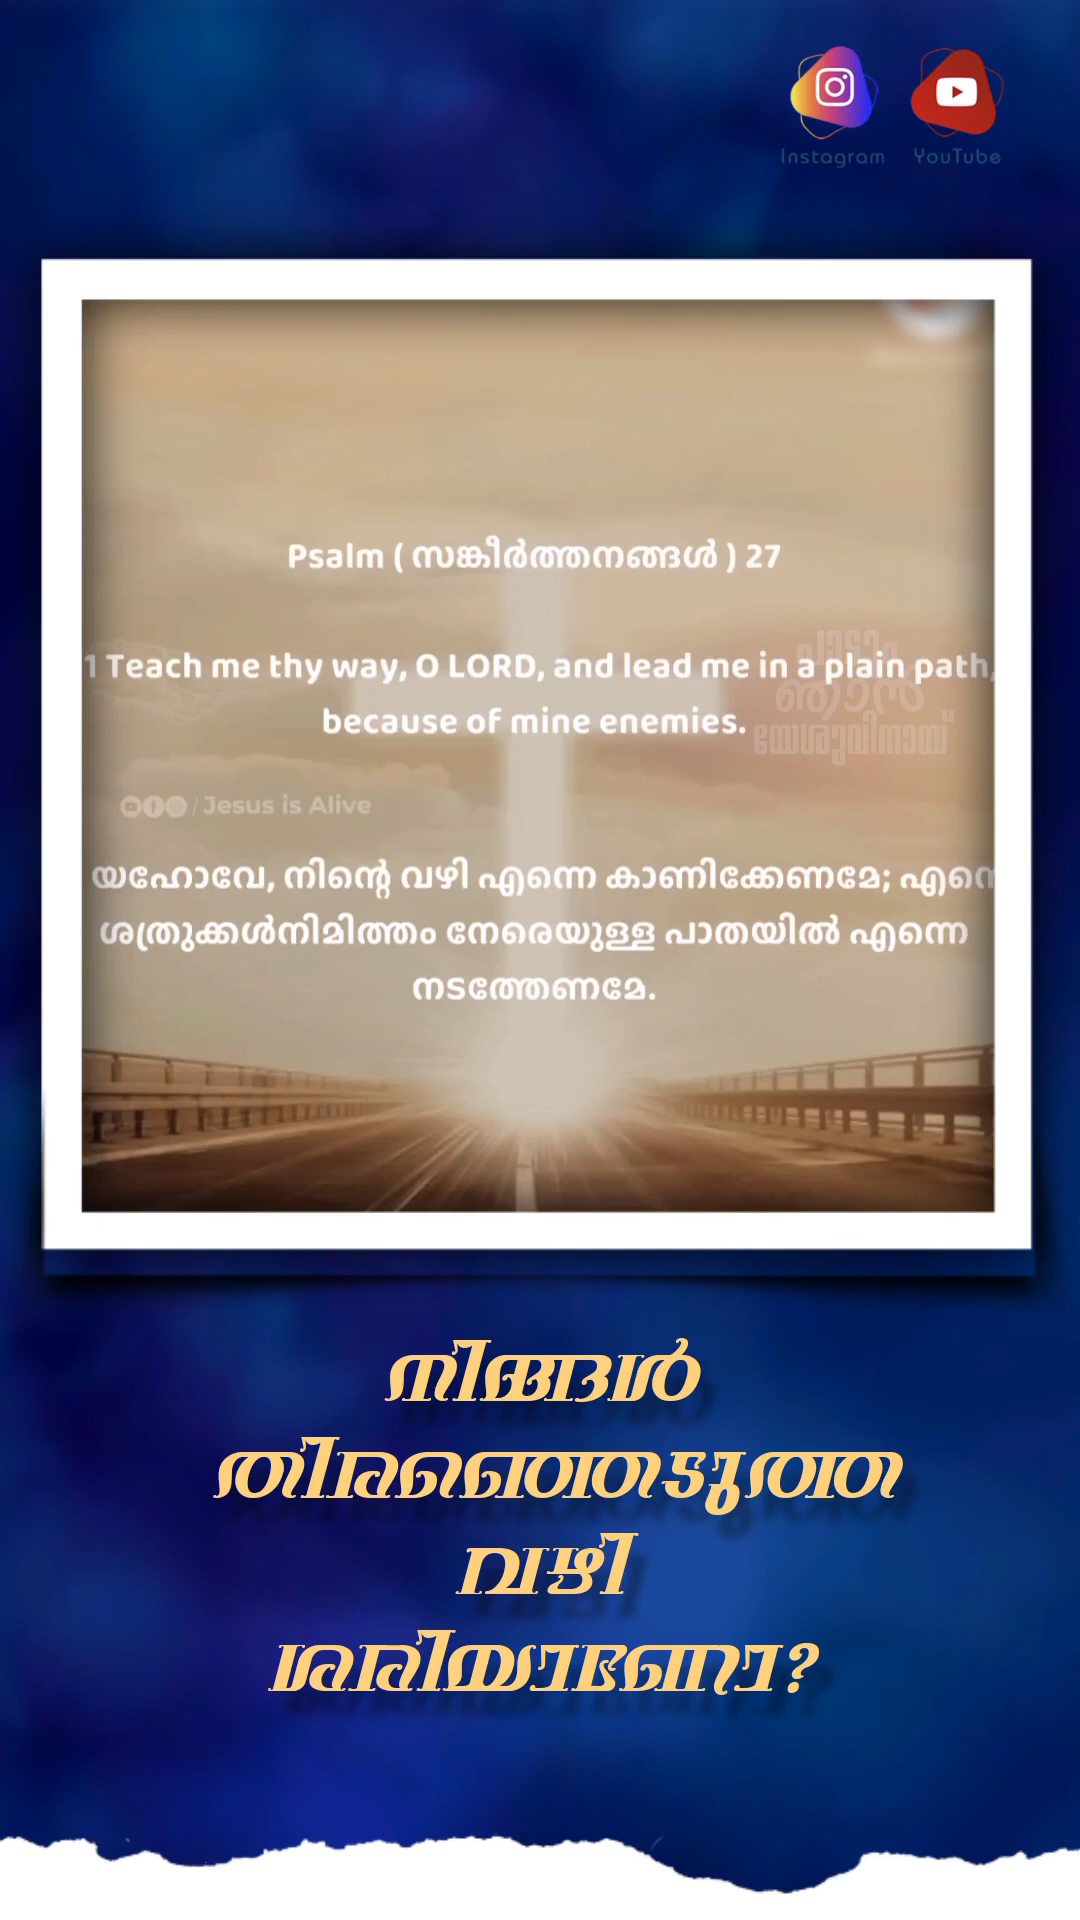 Instagram YouTube
Psalm ( സങ്കീർത്തനങ്ങൾ ) 27
1 Teach me thy way, O LORD, and lead me in a plain path,
because of mine enemies.
പാടാം
ഞാൻ
യേശുവിനായ്
/ Jesus is Alive
യഹോവേ, നിന്റെ വഴി എന്നെ കാണിക്കേണമേ;
ശത്രുക്കൾനിമിത്തം നേരെയുള്ള പാതയിൽ എന്നെ
നടത്തേണമേ.
നിങ്ങൾ
തിരഞ്ഞെടുത്ത
വഴി
ശരിയാണോ?